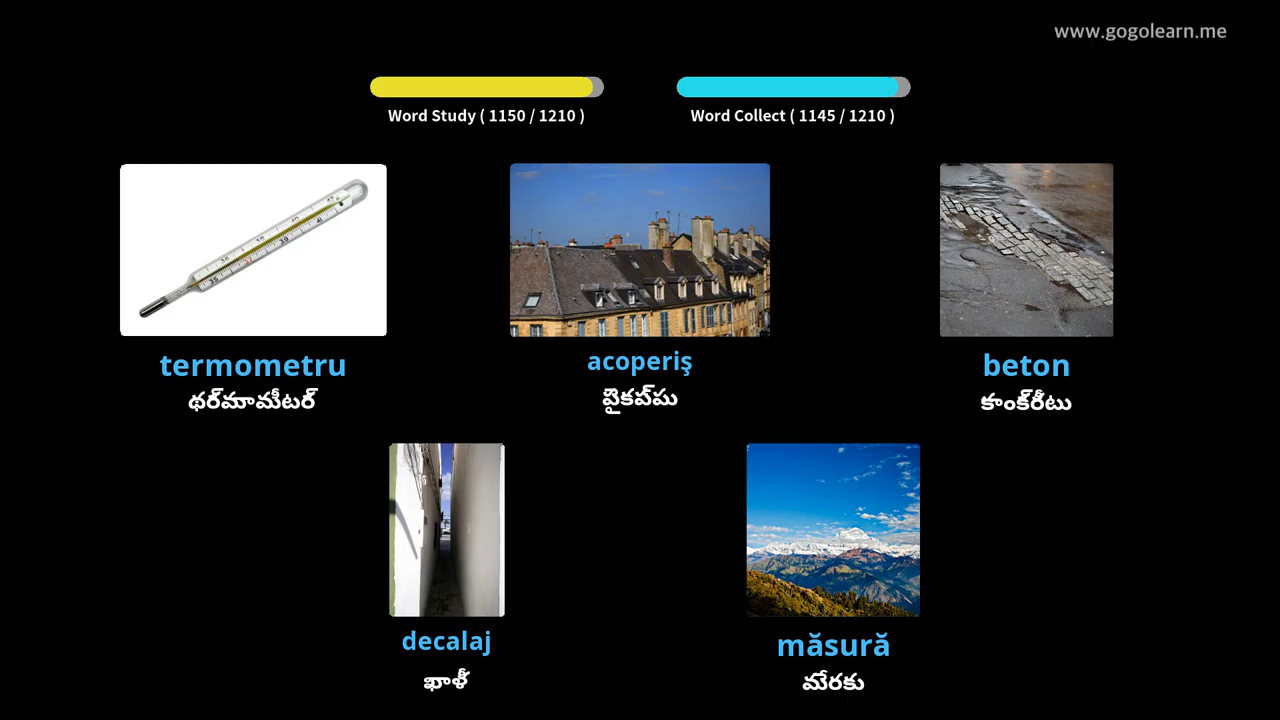 www.gogolearn.me
Word Study ( 1150 / 1210 )
Word Collect ( 1145 / 1210 )
termometru
థర్మామీటర్
acoperiş
పైకప్పు
beton
కాంక్రీటు
decalaj
ఖాళీ
măsură
మేరకు